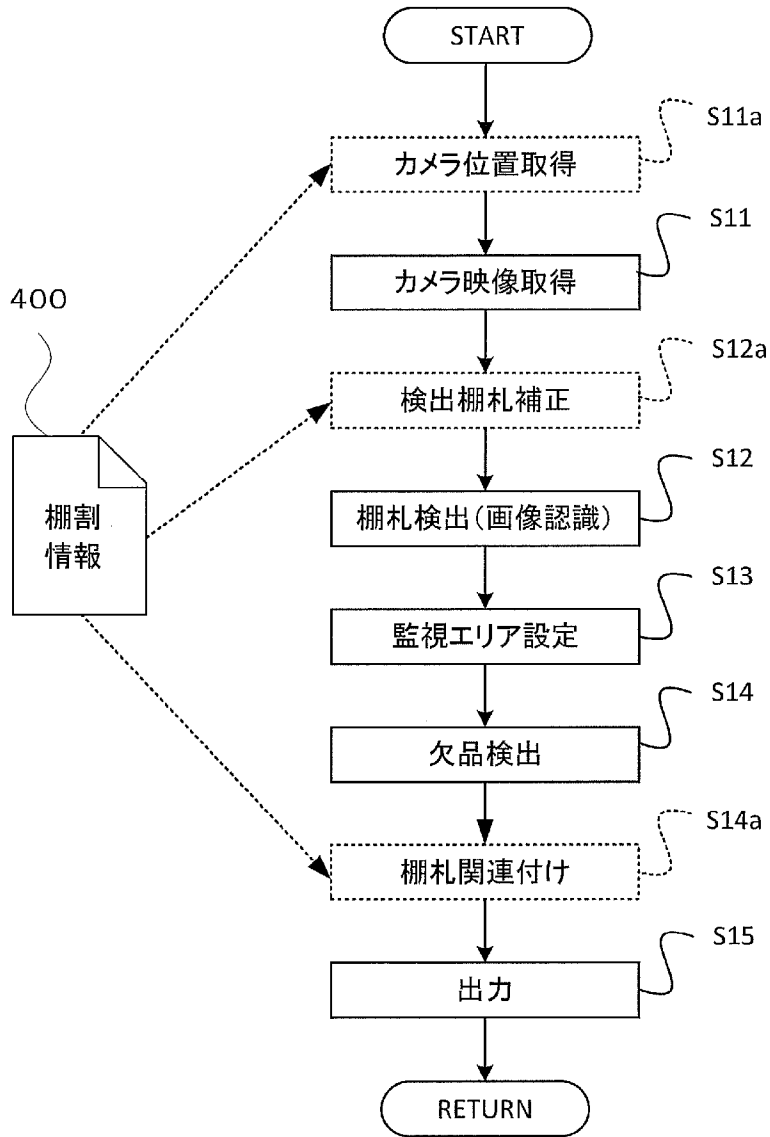 START
S11a
カメラ位置取得
S11
カメラ映像取得
400
S12a
検出棚札補正
S12
棚割
情報
棚札検出(画像認識)
S13
監視エリア設定
S14
欠品検出
S14a
棚札関連付け
S15
出力
RETURN